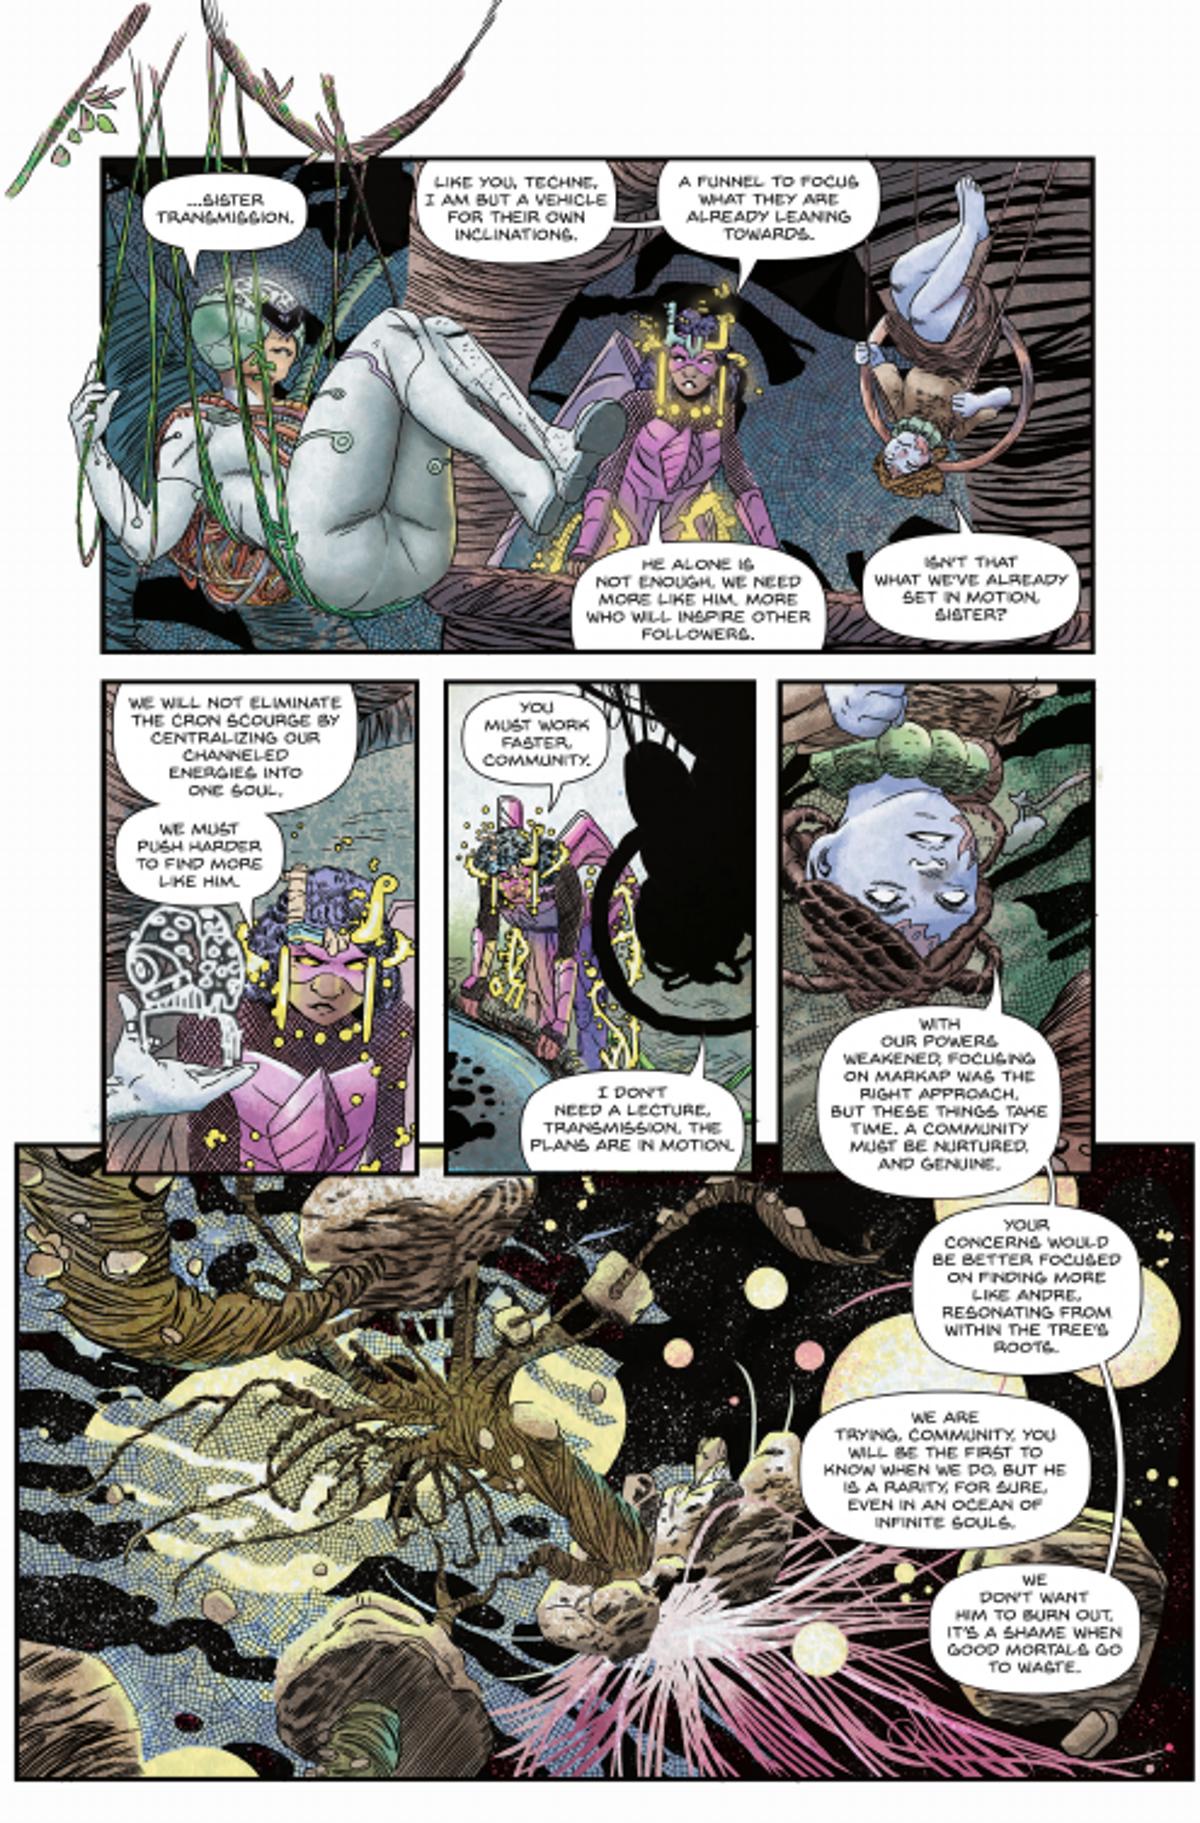 ...SISTER
TRANSMISSION.
LIKE YOU, TECHNE,
I AM BUT A VEHICLE
FOR THEIR OWN
INCLINATIONS.
A FUNNEL TO FOCUS
WHAT THEY ARE
ALREADY LEANING
TOWARDS.
HE ALONE IS
NOT ENOUGH. WE NEED
MORE LIKE HIM. MORE
WHO WILL INSPIRE OTHER
FOLLOWERS.
ISN'T THAT
WHAT WE'VE ALREADY
SET IN MOTION,
SISTER?
WE WILL NOT ELIMINATE
THE CRON SCOURGE BY
CENTRALIZING OUR
CHANNELED
ENERGIES INTO
ONE SOUL.
WE MUST
PUSH HARDER
TO FIND MORE
LIKE HIM.
YOU
MUST WORK
FASTER,
COMMUNITY.
I DON'T
NEED A LECTURE,
TRANSMISSION. THE
PLANS ARE IN MOTION.
WITH
OUR POWERS
WEAKENED, FOCUSING
ON MARKAP WAS THE
RIGHT APPROACH.
BUT THESE THINGS TAKE
TIME. A COMMUNITY
MUST BE NURTURED,
AND GENUINE.
YOUR
CONCERNS WOULD
BE BETTER FOCUSED
ON FINDING MORE
LIKE ANDRE,
RESONATING FROM
WITHIN THE TREE'S
ROOTS.
WE ARE
TRYING, COMMUNITY. YOU
WILL BE THE FIRST TO
KNOW WHEN WE DO. BUT HE
IS A RARITY, FOR SURE,
EVEN IN AN OCEAN OF
INFINITE SOULS.
WE
DON'T WANT
HIM TO BURN OUT.
IT'S A SHAME WHEN
GOOD MORTALS GO
TO WASTE.